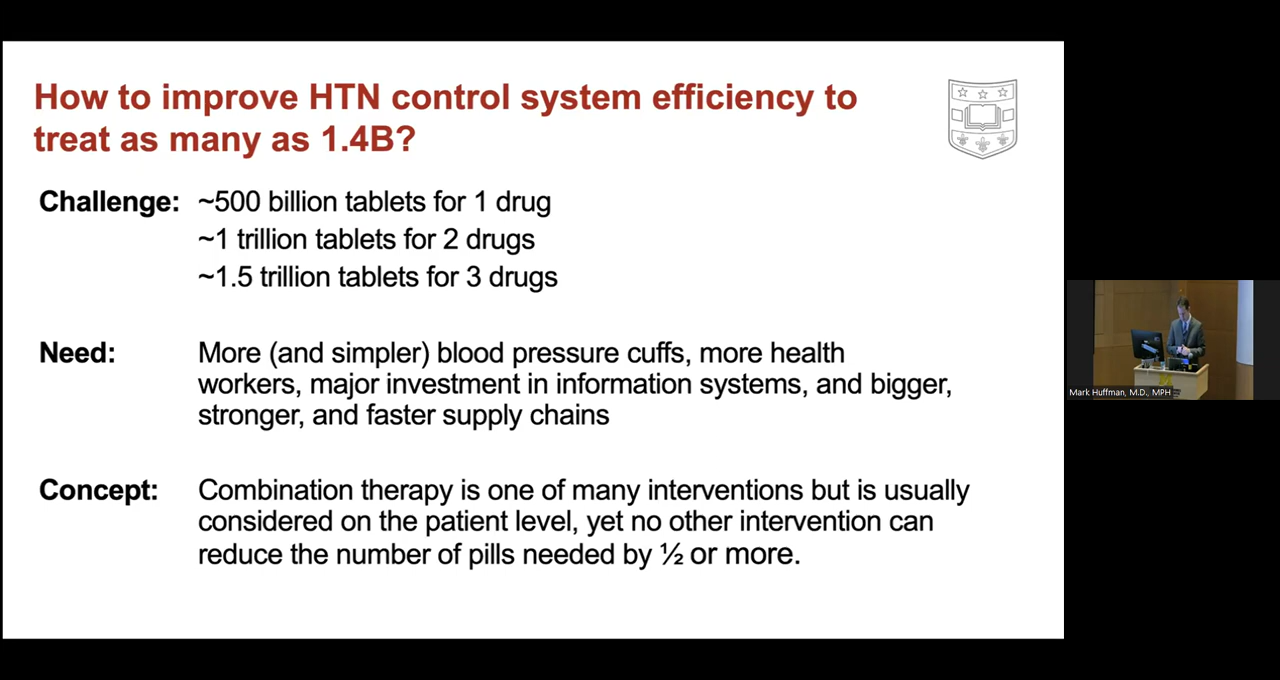 How to improve HTN control system efficiency to
treat as many as 1.4B?
Challenge: ~500 billion tablets for 1 drug
~1 trillion tablets for 2 drugs
~1.5 trillion tablets for 3 drugs
Need: More (and simpler) blood pressure cuffs, more health
workers, major investment in information systems, and bigger,
stronger, and faster supply chains
Concept: Combination therapy is one of many interventions but is usually
considered on the patient level, yet no other intervention can
reduce the number of pills needed by ½ or more.
Mark Huffman, M.D., MPH